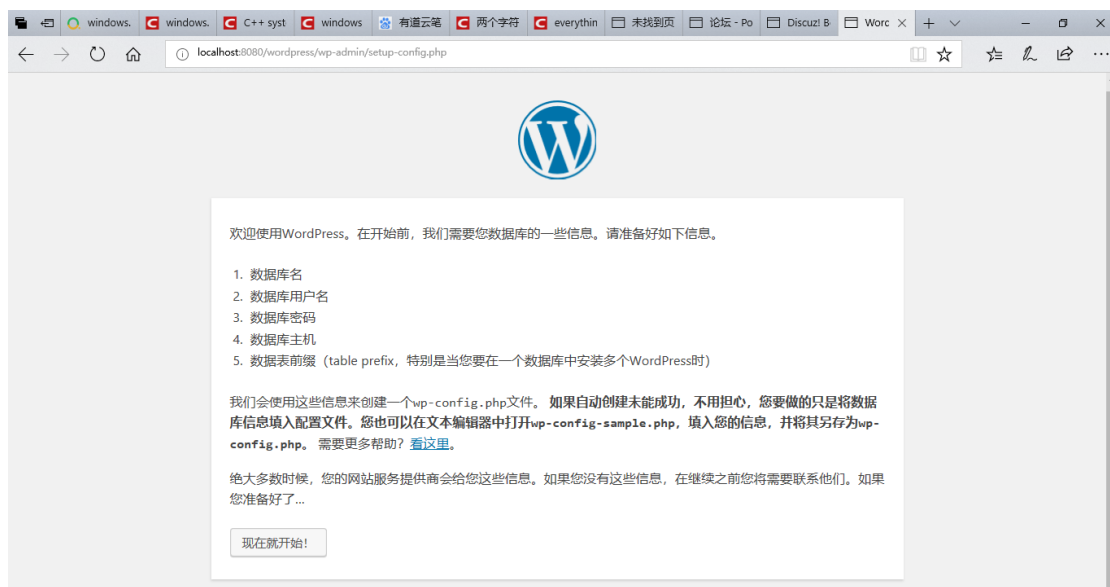 windows. windows. C++ syst windows 有道云笔 两个字符 everythin 未找到页 论坛 - Po Discuz! B Worc
localhost:8080/wordpress/wp-admin/setup-config.php
欢迎使用WordPress。在开始前，我们需要您数据库的一些信息。请准备好如下信息。
1. 数据库名
2. 数据库用户名
3. 数据库密码
4. 数据库主机
5. 数据表前缀（table prefix，特别是当您要在一个数据库中安装多个WordPress时）
我们会使用这些信息来创建一个wp-config.php文件。如果自动创建未能成功，不用担心，您要做的只是将数据
库信息填入配置文件。您也可以在文本编辑器中打开wp-config-sample.php，填入您的信息，并将其另存为wp-
config.php。 需要更多帮助？看这里。
绝大多数时候，您的网站服务提供商会给您这些信息。如果您没有这些信息，在继续之前您将需要联系他们。如果
您准备好了...
现在就开始！